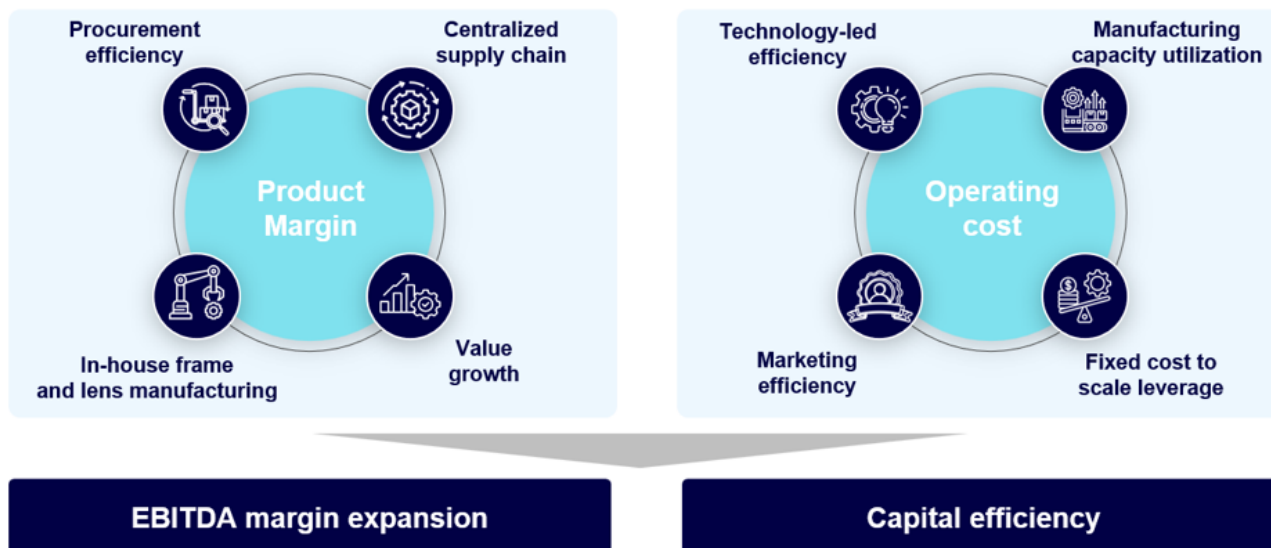 Procurement
efficiency
Centralized
supply chain
Product
Margin
In-house frame
and lens manufacturing
Value
growth
Technology-led
efficiency
Manufacturing
capacity utilization
Operating
cost
Marketing
efficiency
Fixed cost to
scale leverage
EBITDA margin expansion
Capital efficiency